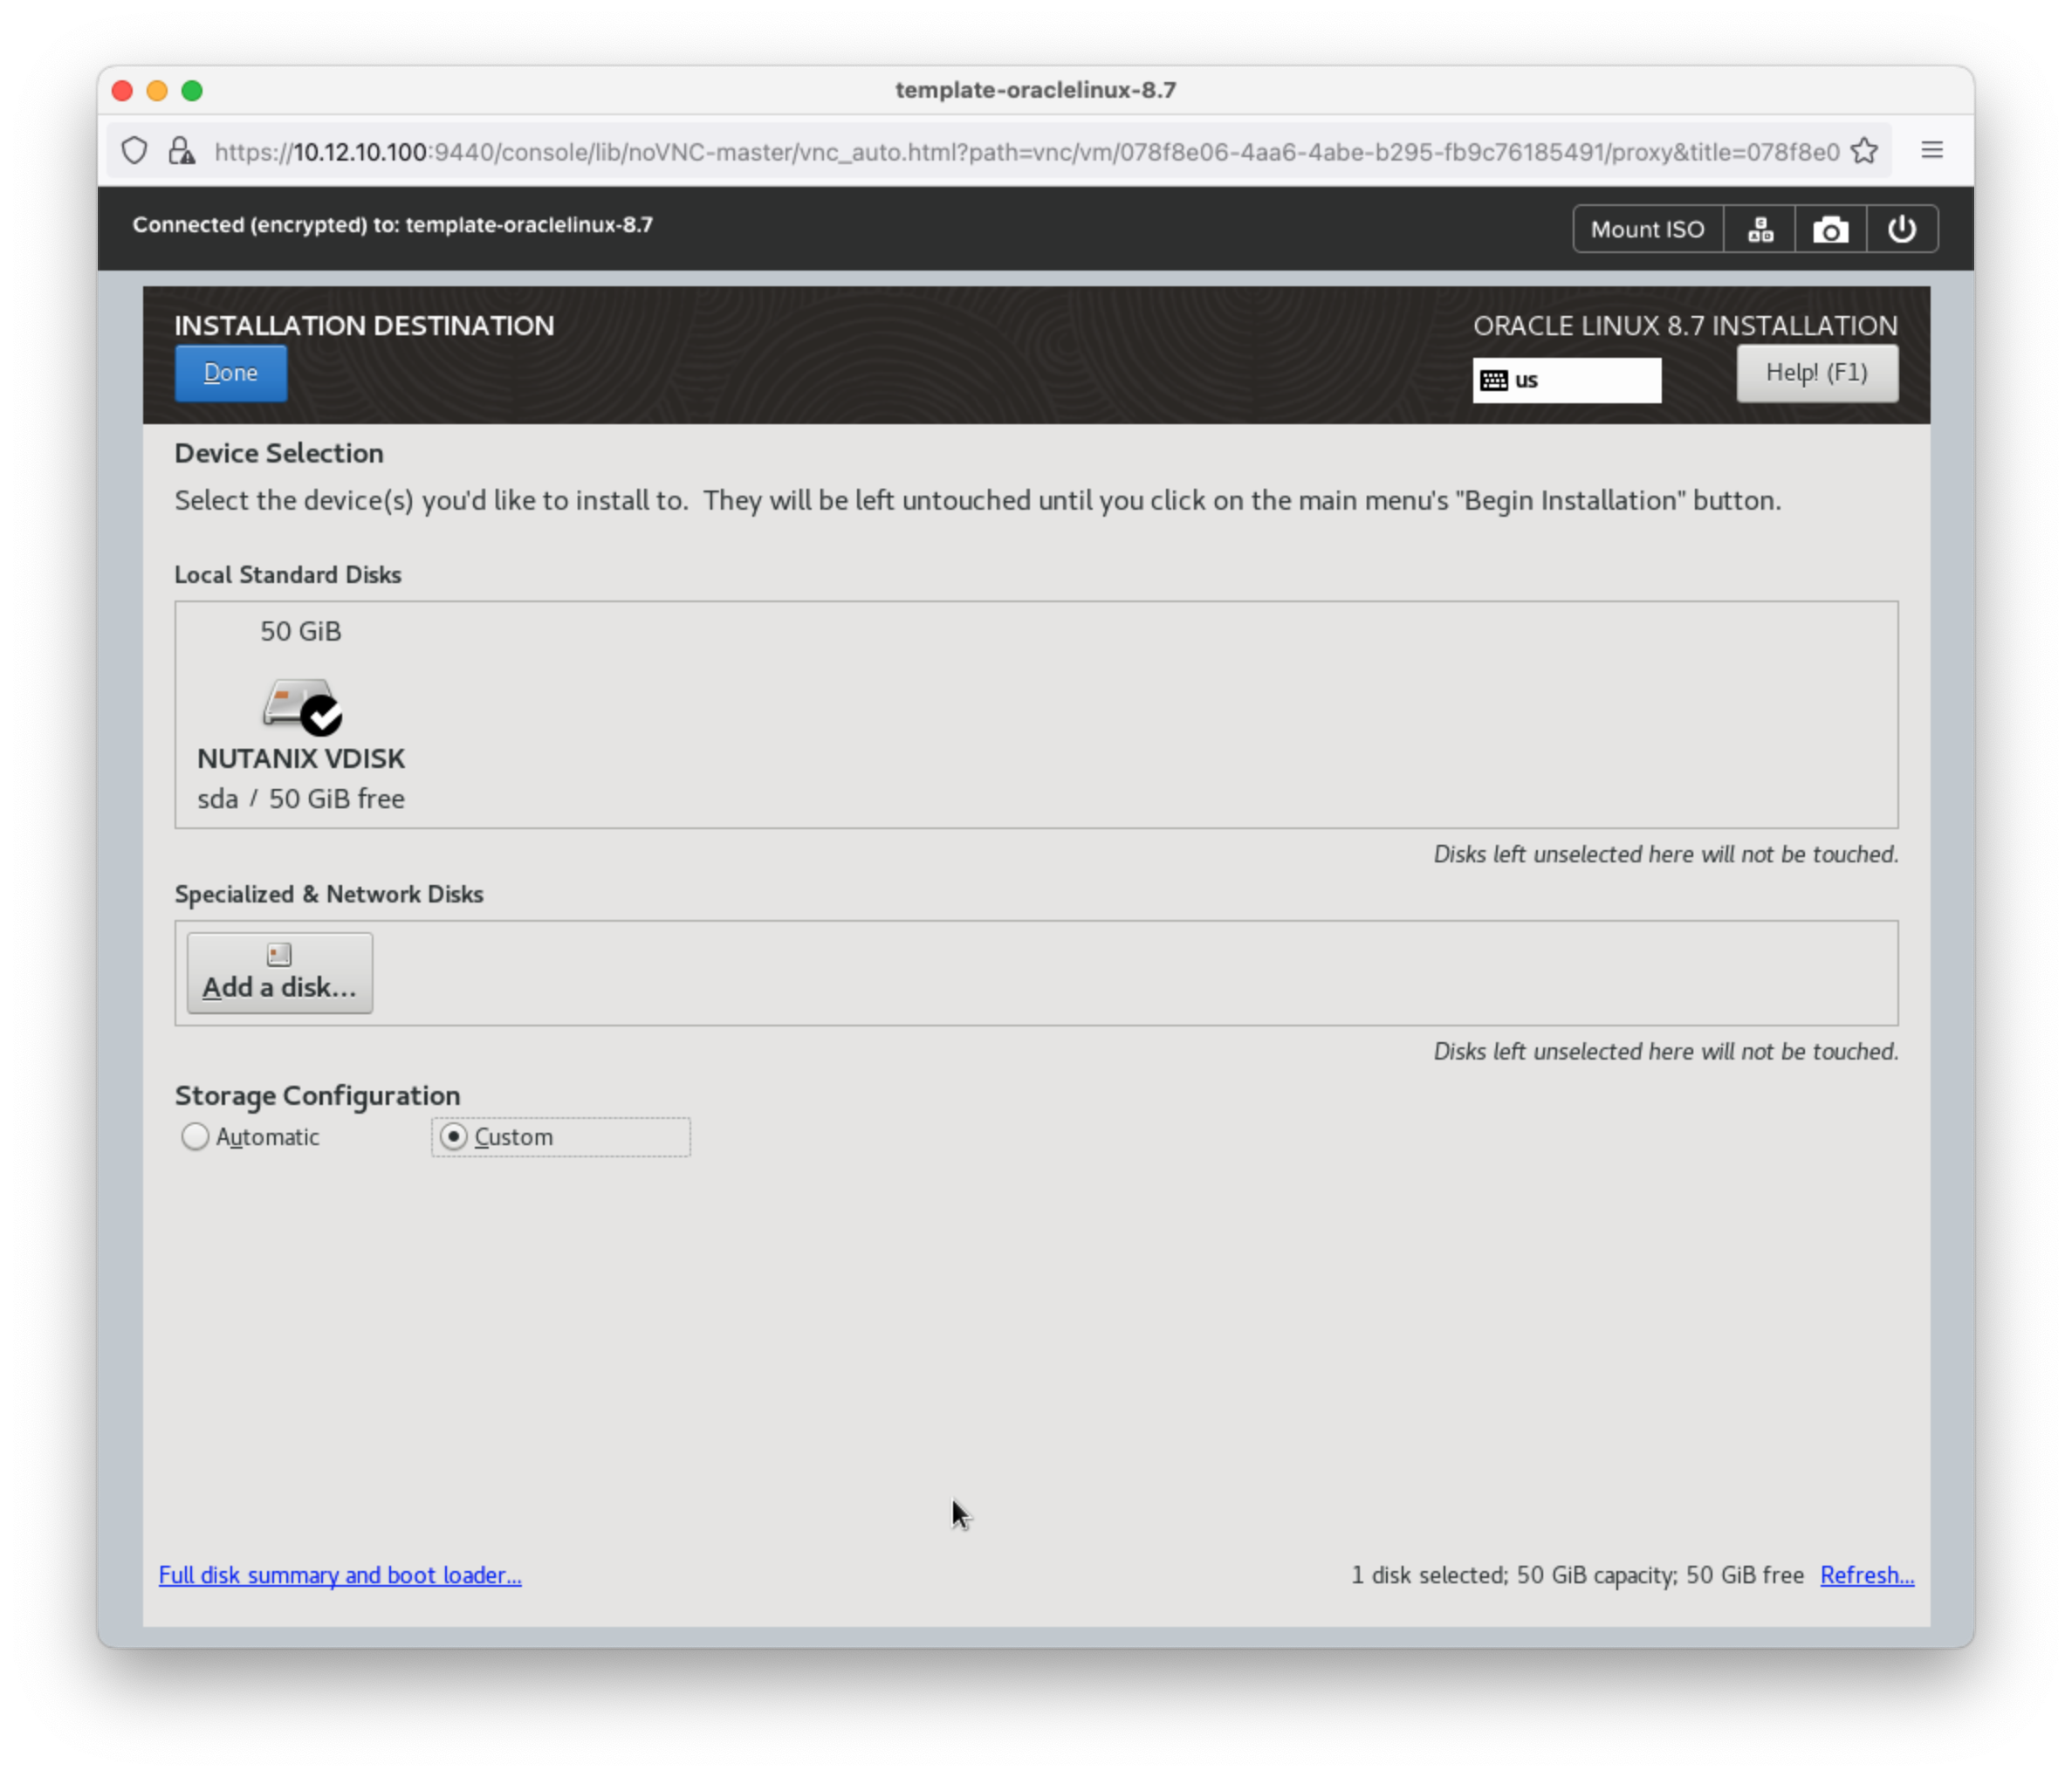 template-oraclelinux-8.7
https://10.12.10.100:9440/console/lib/noVNC-master/vnc_auto.html?path=vnc/vm/078f8e06-4aa6-4abe-b295-fb9c76185491/proxy&title=078f8e0
Connected (encrypted) to: template-oraclelinux-8.7
Mount ISO
INSTALLATION DESTINATION
ORACLE LINUX 8.7 INSTALLATION
Done
us
Help! (F1)
Device Selection
Select the device(s) you'd like to install to.  They will be left untouched until you click on the main menu's "Begin Installation" button.
Local Standard Disks
50 GiB
NUTANIX VDISK
sda / 50 GiB free
Disks left unselected here will not be touched.
Specialized & Network Disks
Add a disk...
Disks left unselected here will not be touched.
Storage Configuration
Automatic
Custom
Full disk summary and boot loader...
1 disk selected; 50 GiB capacity; 50 GiB free
Refresh...